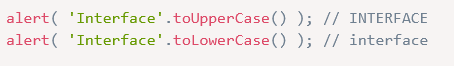 alert( 'Interface'.toUpperCase() ); // INTERFACE
alert( 'Interface'.toLowerCase() ); // interface